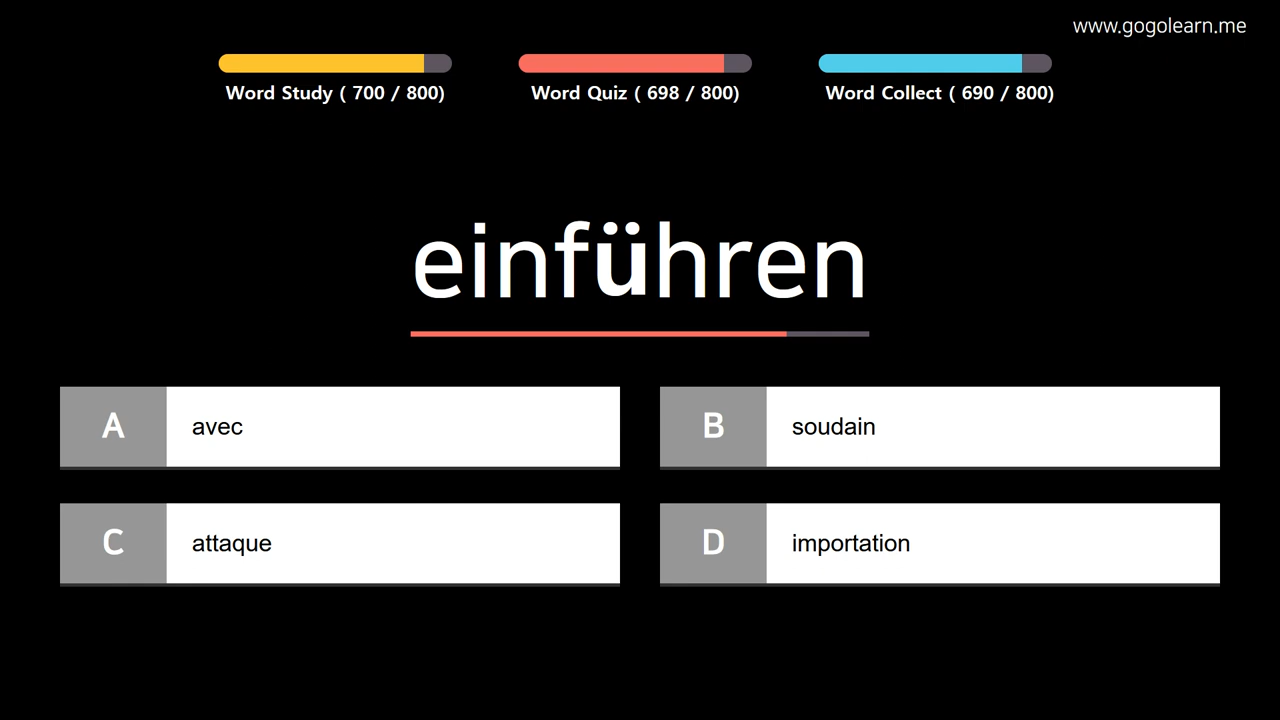 www.gogolearn.me
Word Study ( 700 / 800)
Word Quiz ( 698 / 800)
Word Collect ( 690 / 800)
einführen
A
avec
B
soudain
C
attaque
D
importation